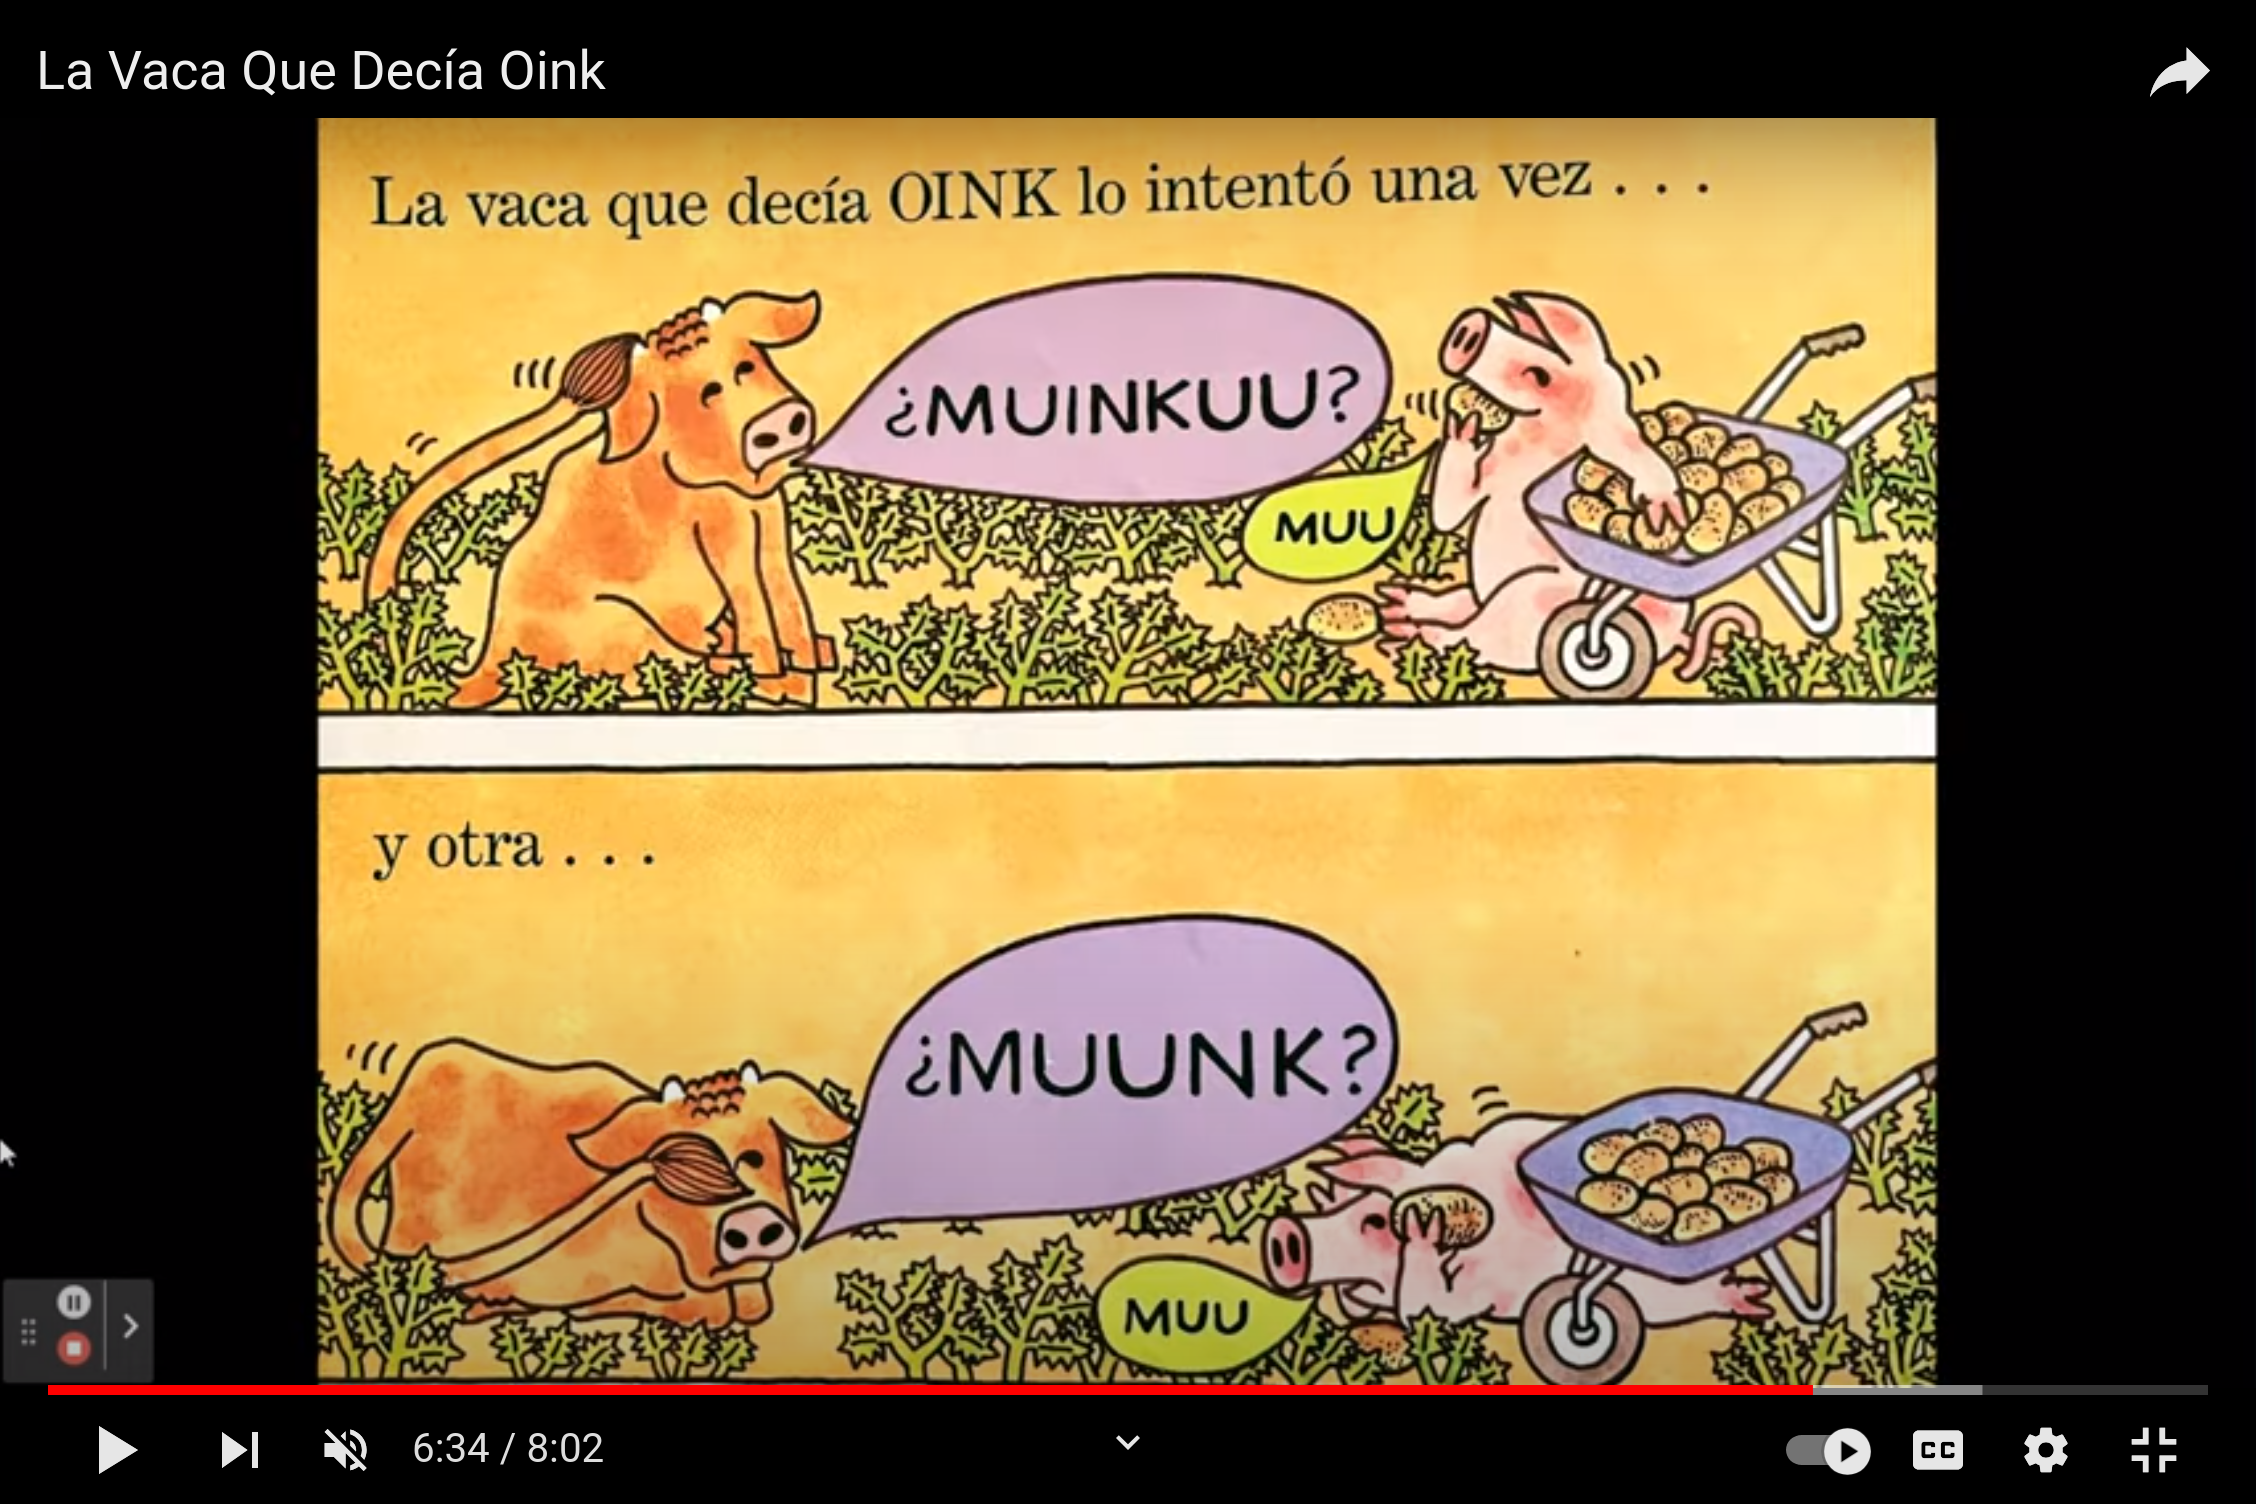 La Vaca Que Decía Oink
La vaca que decía OINK lo intentó una vez . . .
¿MUINKUU?
MUU
y otra . . .
¿MUUNK?
MUU
6:34 / 8:02
CC